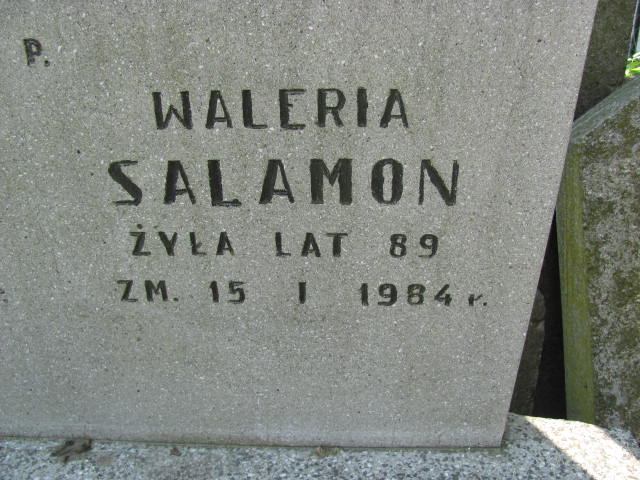 P.
WALERIA
SALAMON
ŻYŁA LAT 89
ZM. 15 I 1984 R.